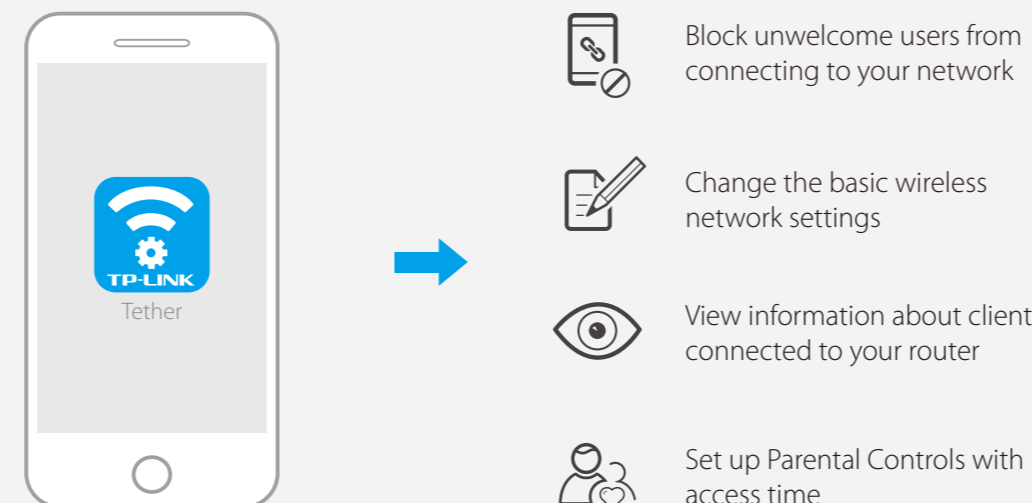 TP-LINK
Tether
Block unwelcome users from
connecting to your network
Change the basic wireless
network settings
View information about client
connected to your router
Set up Parental Controls with
access time